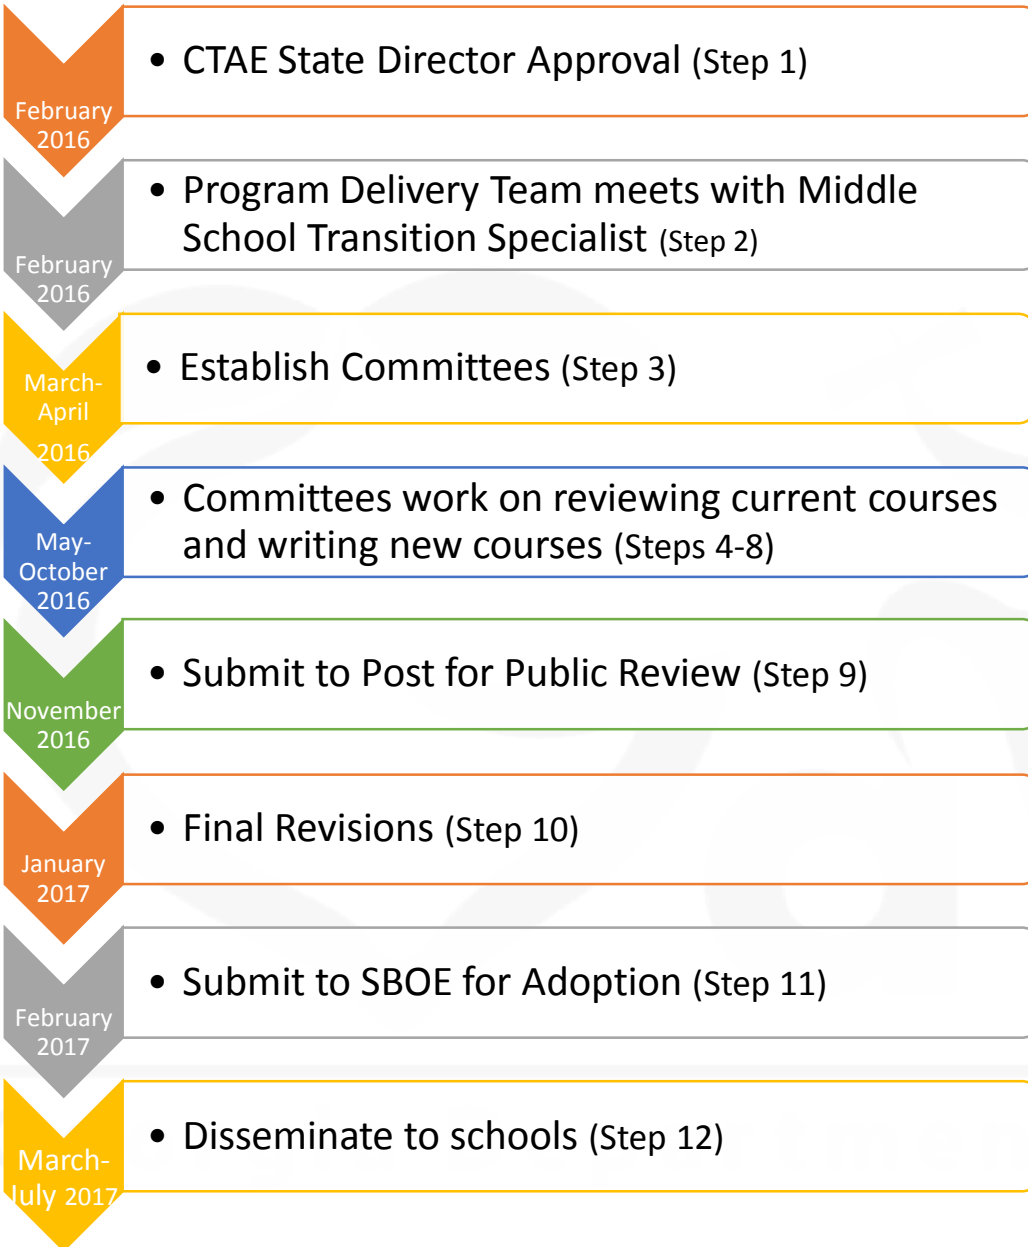 February
2016
• CTAE State Director Approval (Step 1)
February
2016
• Program Delivery Team meets with Middle
School Transition Specialist (Step 2)
March-
April
2016
• Establish Committees (Step 3)
May-
October
2016
• Committees work on reviewing current courses
and writing new courses (Steps 4-8)
November
2016
• Submit to Post for Public Review (Step 9)
January
2017
• Final Revisions (Step 10)
February
2017
• Submit to SBOE for Adoption (Step 11)
March-
July 2017
• Disseminate to schools (Step 12)